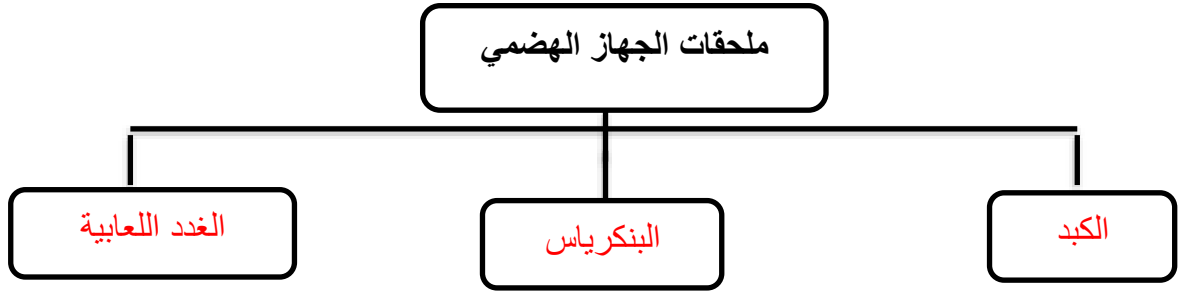 ملحقات الجهاز الهضمي
الكبد
البنكرياس
الغدد اللعابية